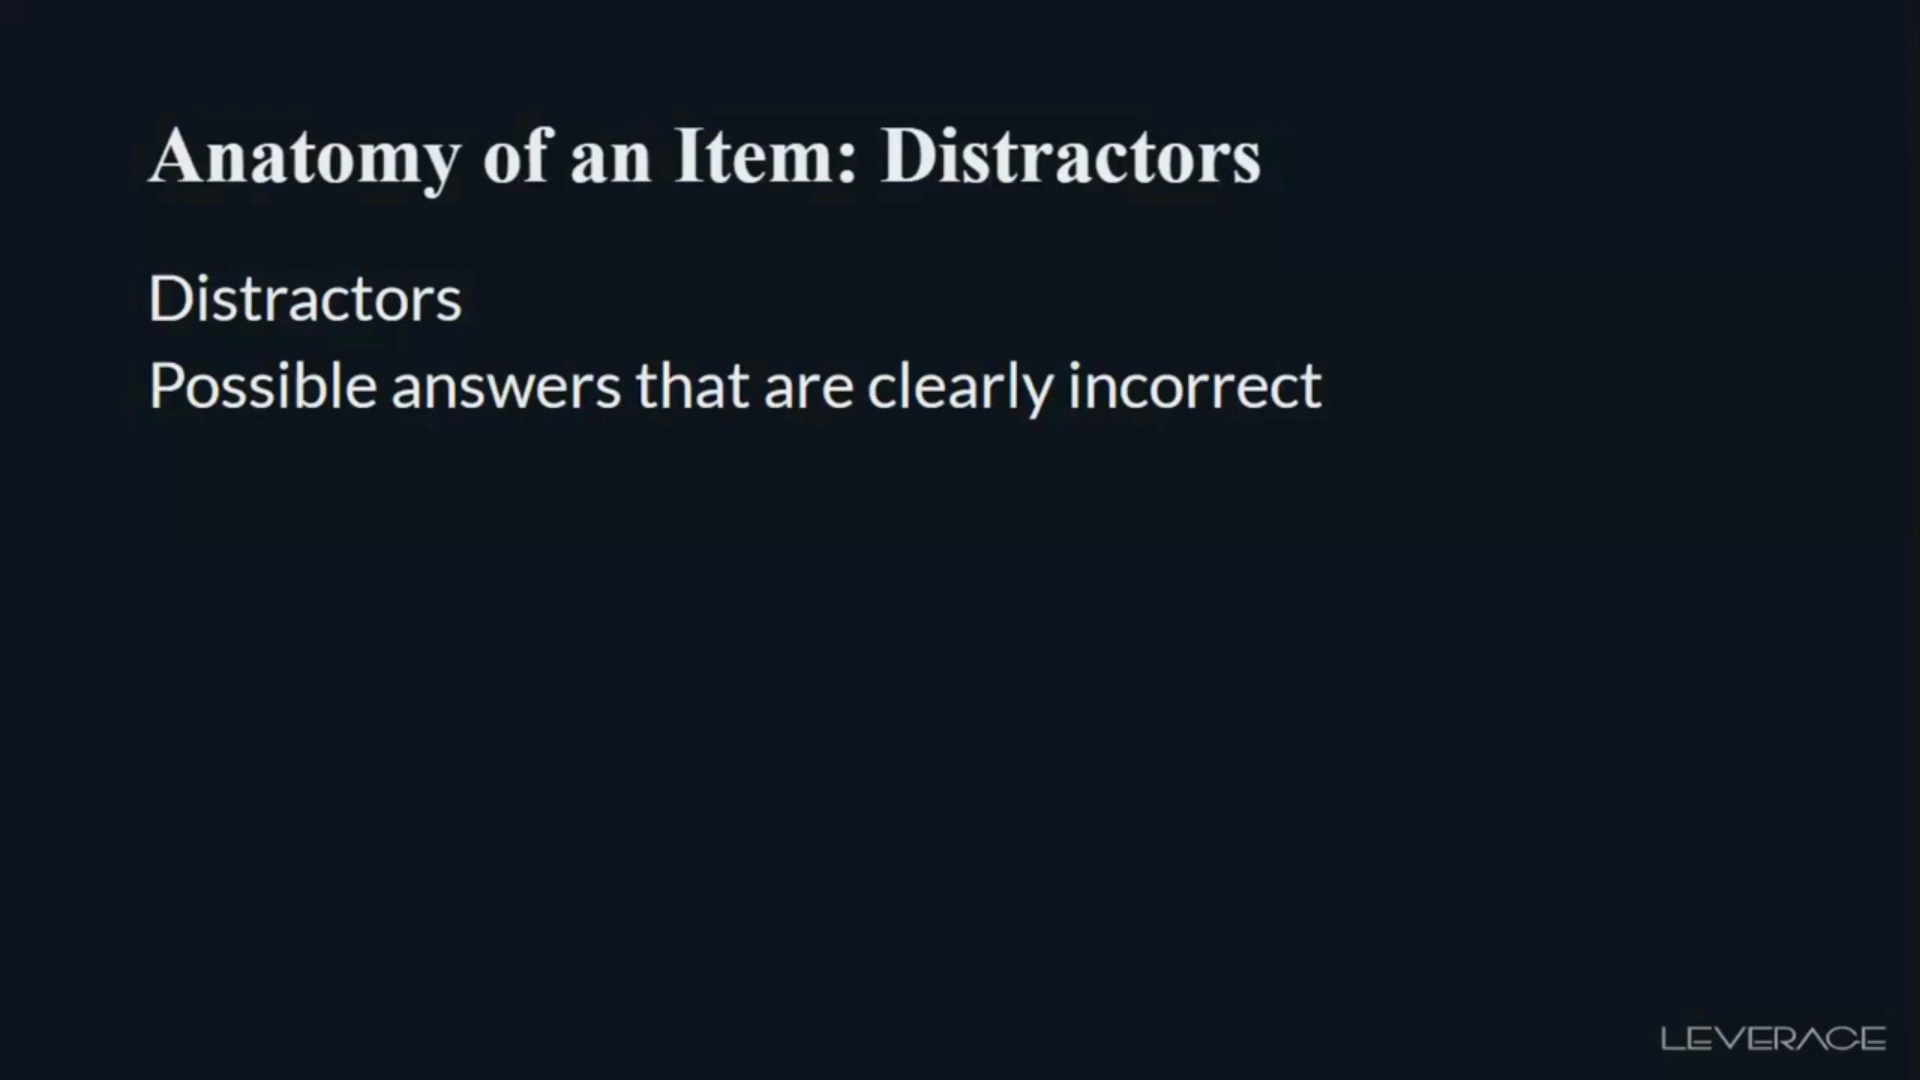 Anatomy of an Item: Distractors
Distractors
Possible answers that are clearly incorrect
LEVERAGE